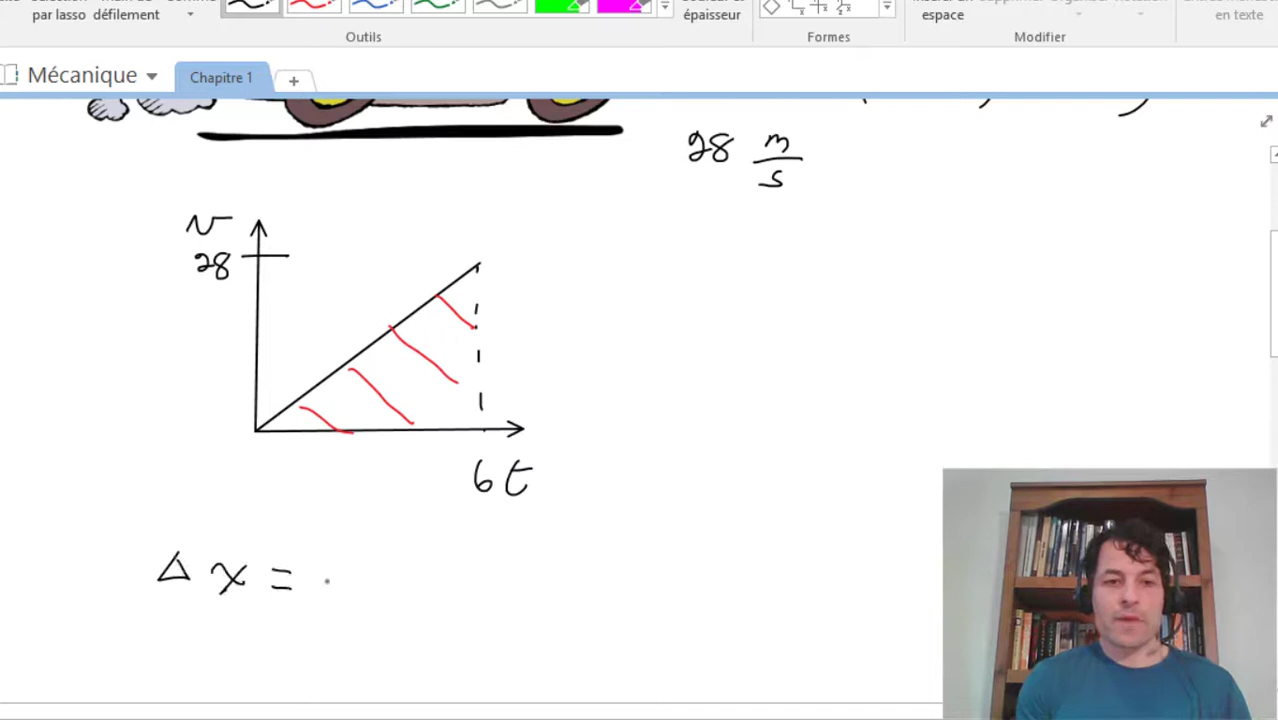 par lasso défilement
épaisseur
espace
en texte
Outils
Formes
Modifier
Mécanique
Chapitre 1
+
28 m/s
v
28
6 t
Δx =